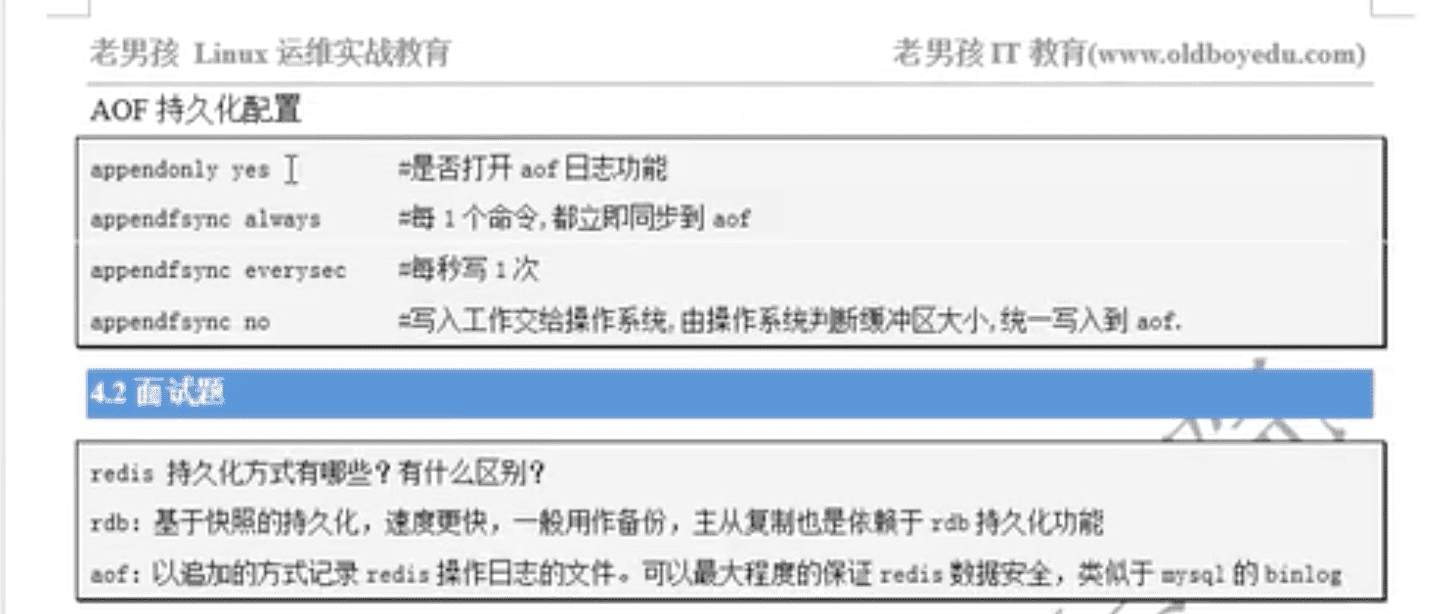 老男孩 Linux 运维实战教育 老男孩 IT 教育(www.oldboyedu.com)
AOF 持久化配置
appendonly yes #是否打开 aof 日志功能
appendfsync always #每 1 个命令,都立即同步到 aof
appendfsync everysec #每秒写 1 次
appendfsync no #写入工作交给操作系统,由操作系统判断缓冲区大小,统一写入到 aof.
4.2 面试题
redis 持久化方式有哪些？有什么区别？
rdb: 基于快照的持久化，速度更快，一般用作备份，主从复制也是依赖于 rdb 持久化功能
aof: 以追加的方式记录 redis 操作日志的文件。可以最大程度的保证 redis 数据安全，类似于 mysql 的 binlog